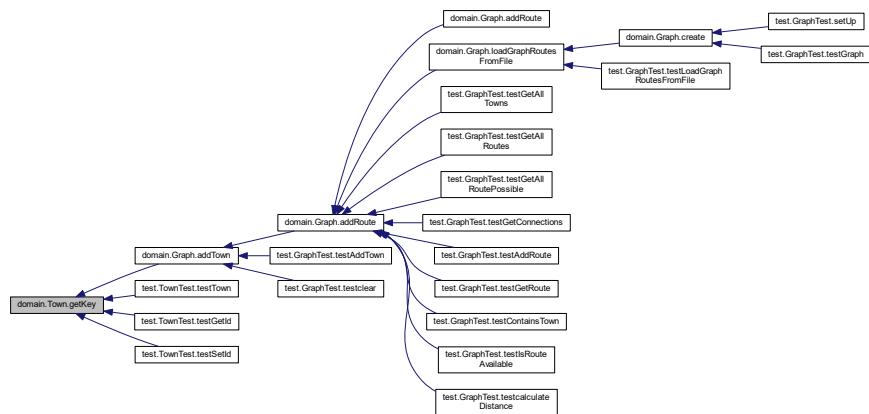 domain.Graph.addRoute
test.GraphTest.setUp
domain.Graph.create
domain.Graph.loadGraphRoutes
FromFile
test.GraphTest.testGraph
test.GraphTest.testLoadGraph
RoutesFromFile
test.GraphTest.testGetAll
Towns
test.GraphTest.testGetAll
Routes
test.GraphTest.testGetAll
RoutePossible
domain.Graph.addRoute
test.GraphTest.testGetConnections
domain.Graph.addTown
test.GraphTest.testAddTown
test.GraphTest.testAddRoute
test.TownTest.testTown
test.GraphTest.testclear
test.GraphTest.testGetRoute
domain.Town.getKey
test.TownTest.testGetId
test.GraphTest.testContainsTown
test.TownTest.testSetId
test.GraphTest.testIsRoute
Available
test.GraphTest.testcalculate
Distance